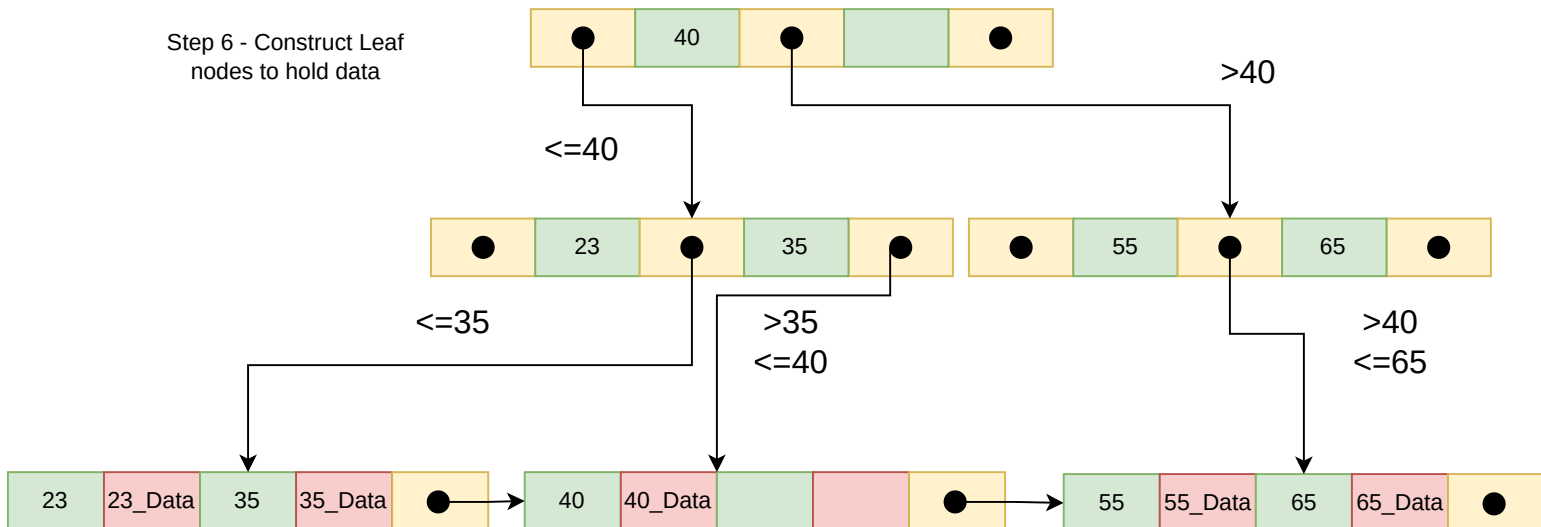 Step 6 - Construct Leaf
nodes to hold data
40
>40
<=40
23 35
55 65
<=35
>35
<=40
>40
<=65
23 23_Data 35 35_Data
40 40_Data
55 55_Data 65 65_Data